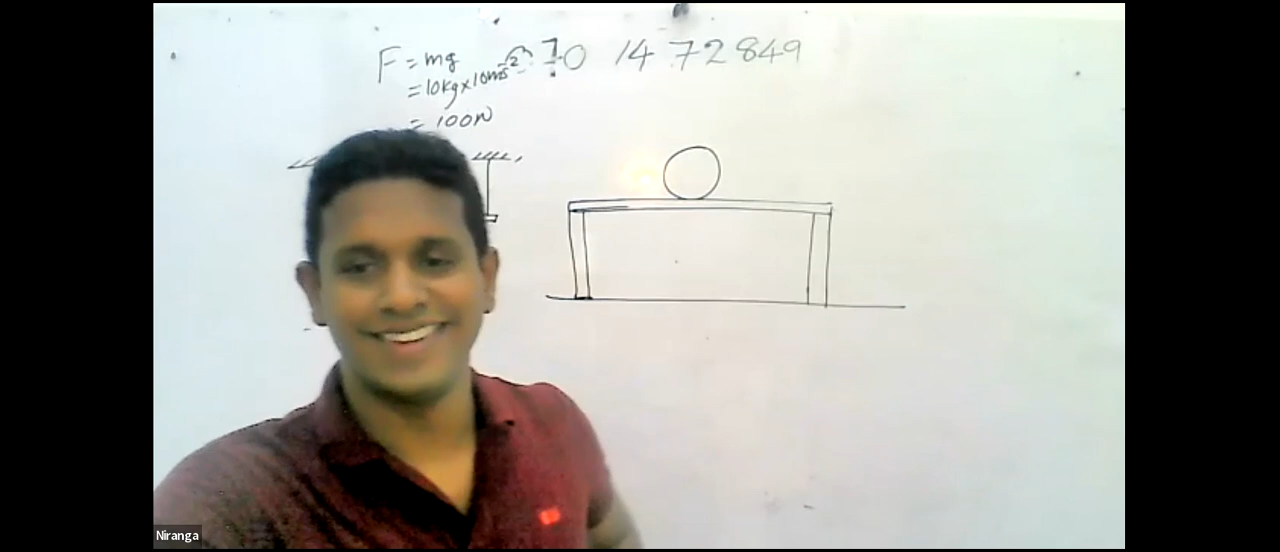 F = mg
= 10kg x 10ms⁻²
= 100N
70 14 72 849
Niranga